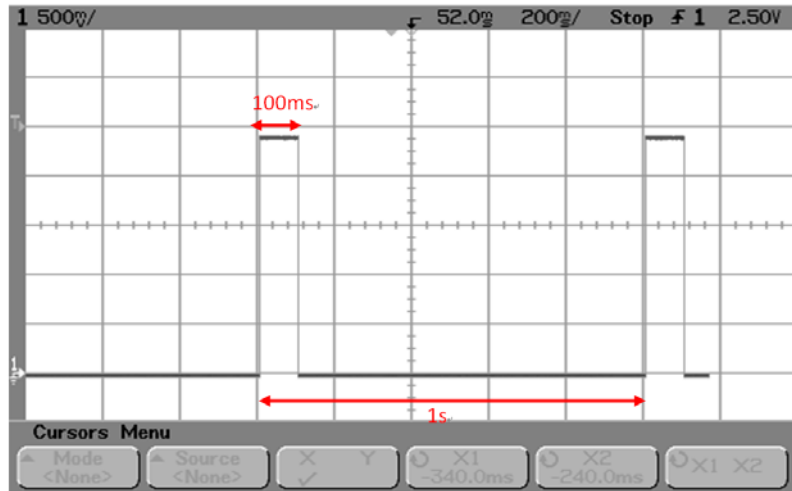 1 500mV/ 52.0ms 200ms/ Stop 1 2.50V
100ms
T
1
1s
Cursors Menu
Mode Source X Y X1 X2 X1 X2
<None> <None> -340.0ms -240.0ms